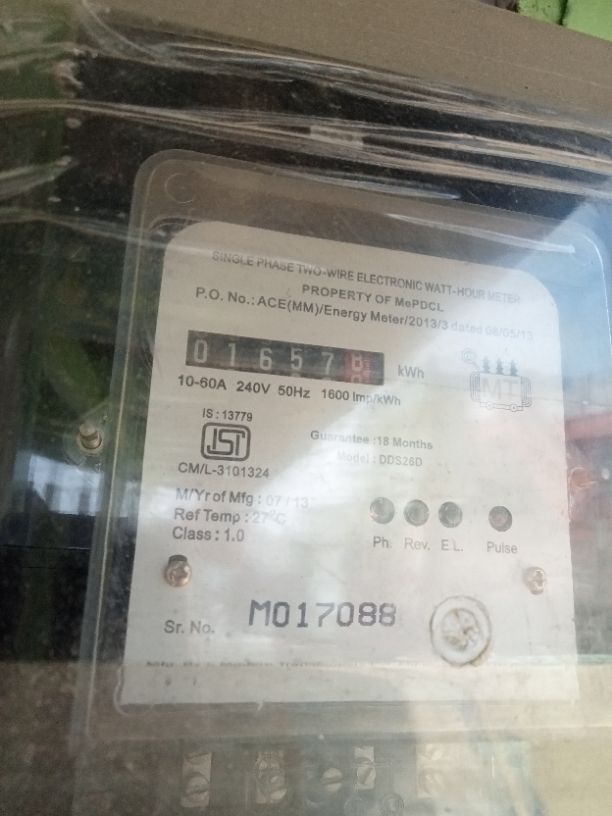 SINGLE PHASE TWO-WIRE ELECTRONIC WATT-HOUR METER
PROPERTY OF MePDCL
P.O. No.: ACE(MM)/Energy Meter/2013/3 dated 08/05/13
01657 kWh
10-60A 240V 50Hz 1600 Imp/kWh
IS : 13779
ISI
CM/L-3101324
MI
Guarantee :18 Months
Model : DDS26D
M/Yr of Mfg : 07 / 13
Ref Temp : 27°C
Class : 1.0
Ph. Rev. E.L. Pulse
Sr. No. M017088